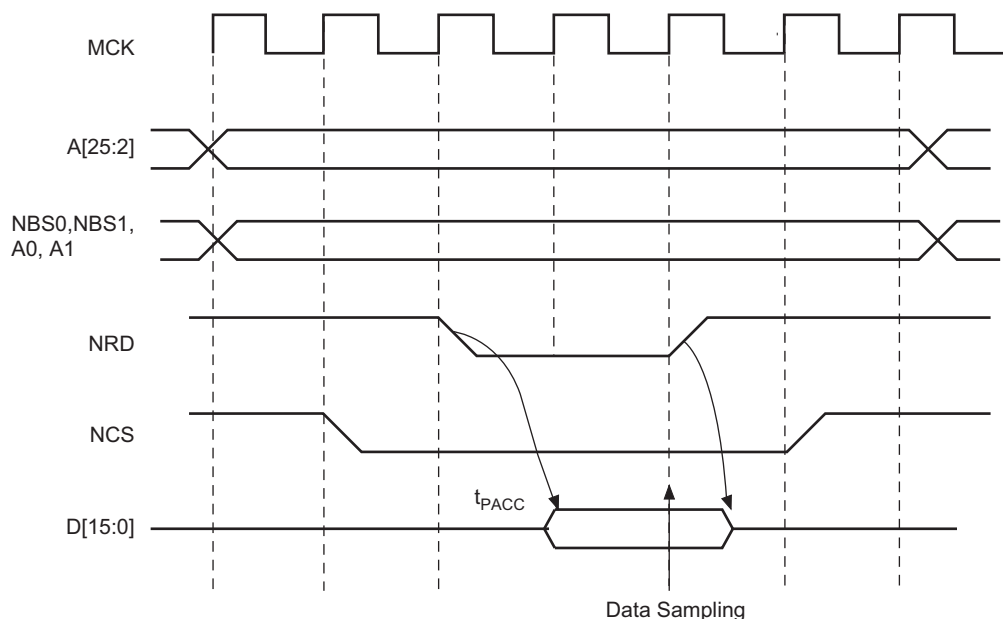 MCK
A[25:2]
NBS0,NBS1,
A0, A1
NRD
NCS
tPACC
D[15:0]
Data Sampling